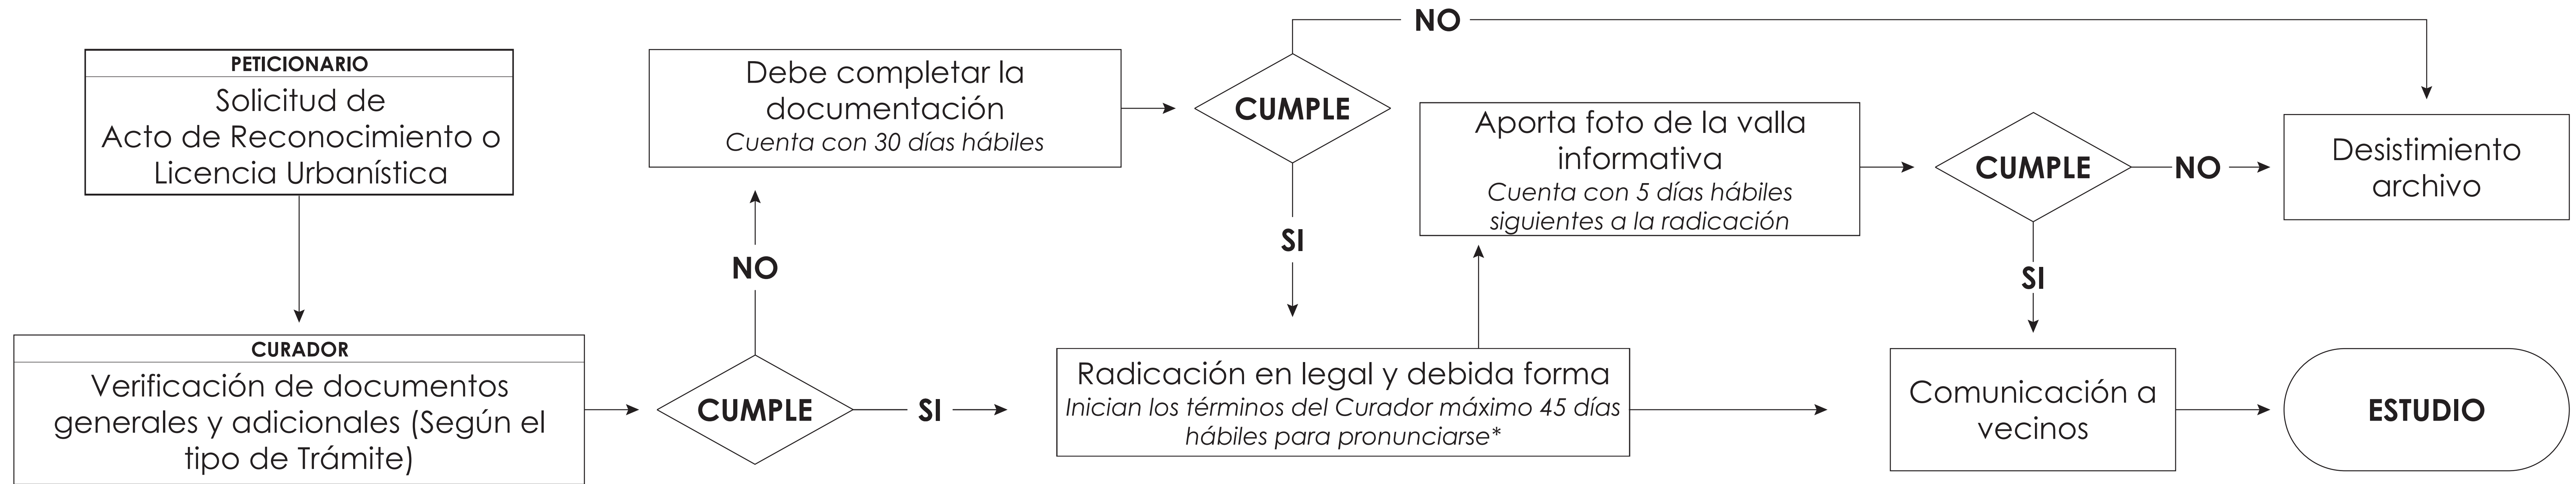 PETICIONARIO
Solicitud de
Acto de Reconocimiento o
Licencia Urbanística
CURADOR
Verificación de documentos
generales y adicionales (Según el
tipo de Trámite)
CUMPLE
NO
SI
Debe completar la
documentación
Cuenta con 30 días hábiles
CUMPLE
NO
SI
Radicación en legal y debida forma
Inician los términos del Curador máximo 45 días
hábiles para pronunciarse*
Aporta foto de la valla
informativa
Cuenta con 5 días hábiles
siguientes a la radicación
CUMPLE
NO
SI
Desistimiento
archivo
Comunicación a
vecinos
ESTUDIO